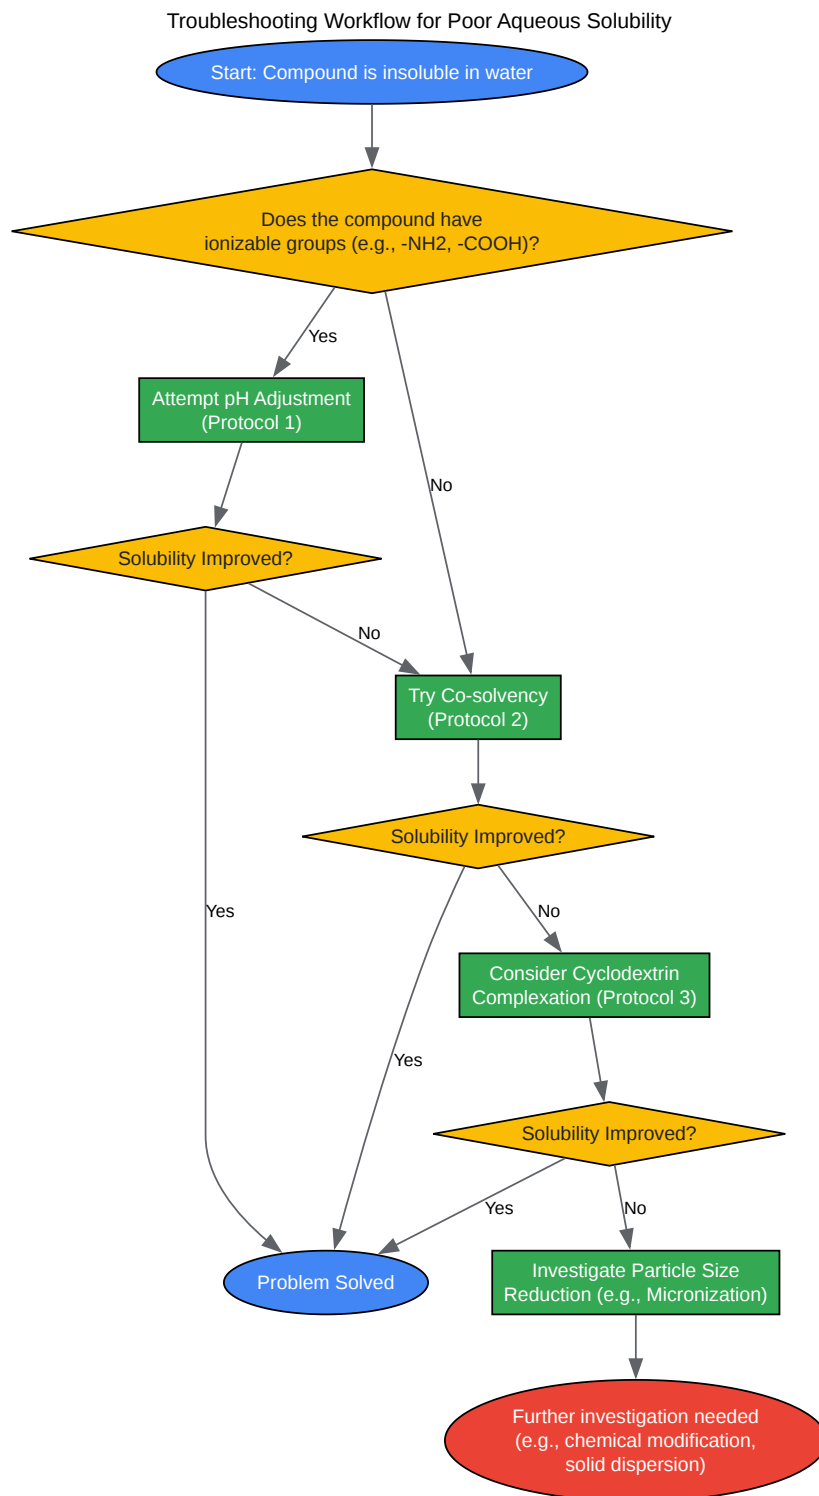 Troubleshooting Workflow for Poor Aqueous Solubility
Start: Compound is insoluble in water
Does the compound have
ionizable groups (e.g., -NH2, -COOH)?
Yes
Attempt pH Adjustment
(Protocol 1)
No
Solubility Improved?
No
Try Co-solvency
(Protocol 2)
Solubility Improved?
Yes
No
Consider Cyclodextrin
Complexation (Protocol 3)
Yes
Solubility Improved?
Yes
No
Problem Solved
Investigate Particle Size
Reduction (e.g., Micronization)
Further investigation needed
(e.g., chemical modification,
solid dispersion)